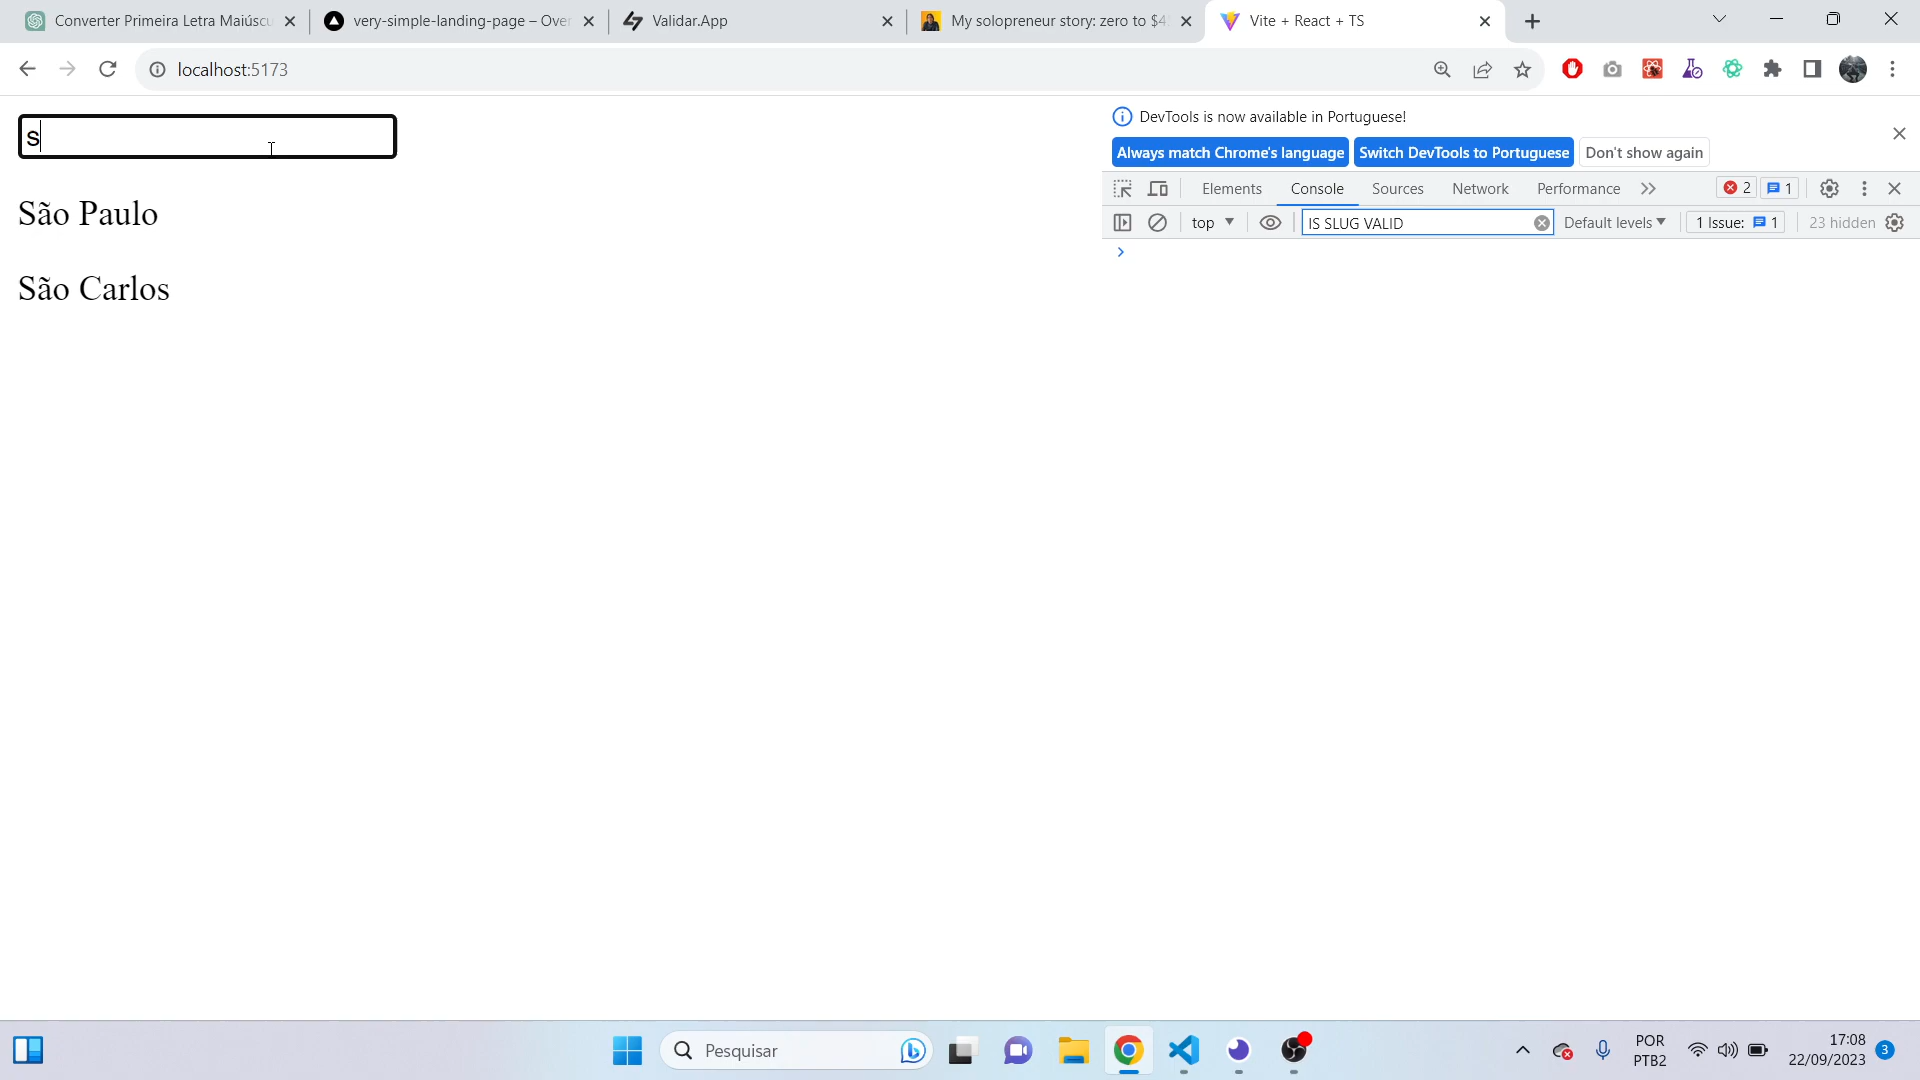 Converter Primeira Letra Maiúscu
very-simple-landing-page – Over
Validar.App
My solopreneur story: zero to $4
Vite + React + TS
localhost:5173
s
São Paulo
São Carlos
DevTools is now available in Portuguese!
Always match Chrome's language
Switch DevTools to Portuguese
Don't show again
Elements
Console
Sources
Network
Performance
2
1
top
IS SLUG VALID
Default levels
1 Issue:
1
23 hidden
Pesquisar
POR
PTB2
17:08
22/09/2023
3